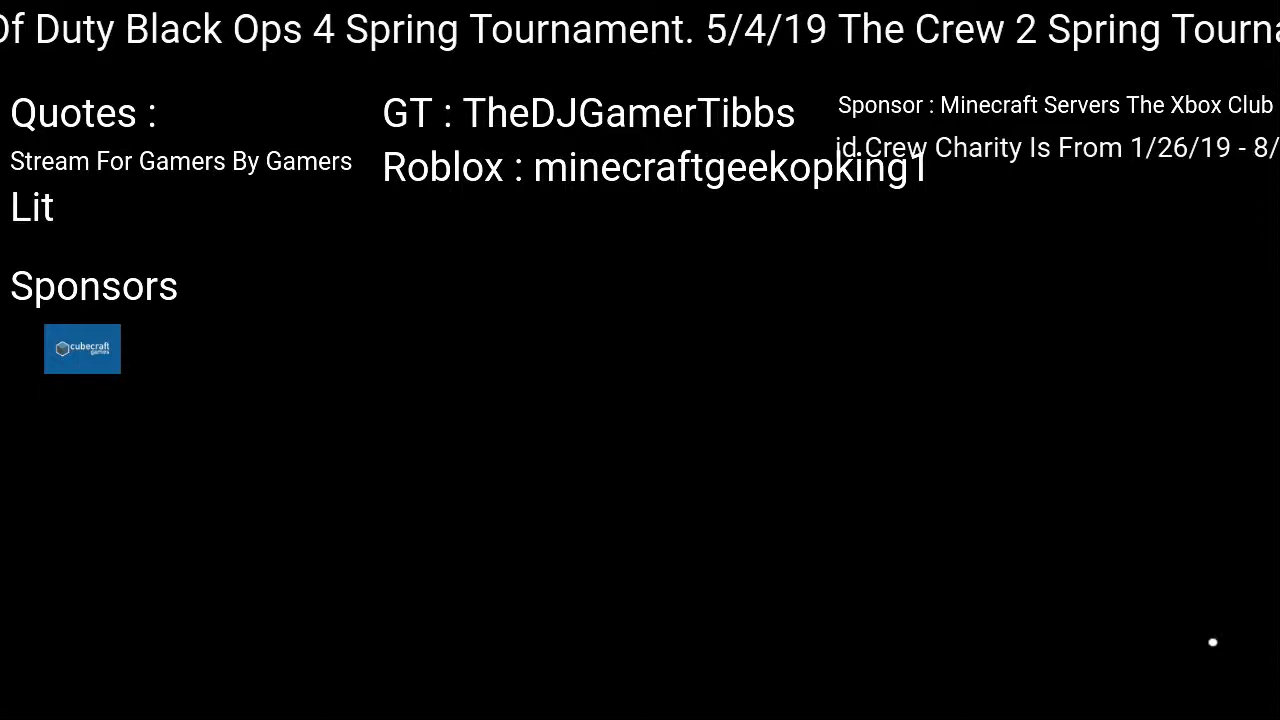 Of Duty Black Ops 4 Spring Tournament. 5/4/19 The Crew 2 Spring Tourna
Quotes :
Stream For Gamers By Gamers
Lit
GT : TheDJGamerTibbs
Roblox : minecraftgeekopking1
Sponsor : Minecraft Servers The Xbox Club
id Crew Charity Is From 1/26/19 - 8/
Sponsors
cubecraft
games